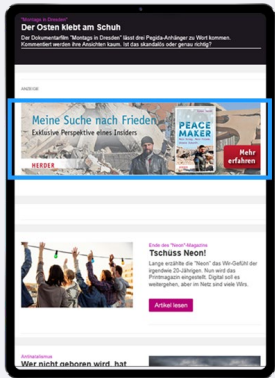 "Montags in Dresden"
Der Osten klebt am Schuh
Der Dokumentarfilm "Montags in Dresden" lässt drei Pegida-Anhänger zu Wort kommen.
Kommentiert werden ihre Ansichten kaum. Ist das skandalös oder genau richtig?
ANZEIGE
Meine Suche nach Frieden
Exklusive Perspektive eines Insiders
HERDER
PEACE
MAKER
Mehr
erfahren
Ende des "Neon"-Magazins
Tschüss Neon!
Lange erzählte die "Neon" das Wir-Gefühl der
irgendwie 20-Jährigen. Nun wird das
Printmagazin eingestellt. Digital soll es
weitergehen, aber im Netz sind viele Wirs.
Artikel lesen
Antinatalismus
Wer nicht geboren wird, hat